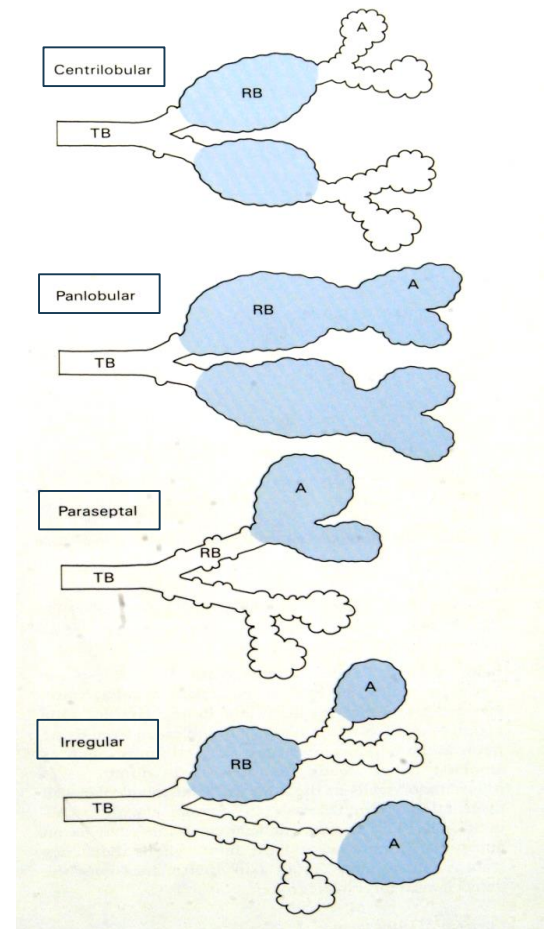 A
Centrilobular
RB
TB
Panlobular
A
RB
TB
Paraseptal
A
RB
TB
Irregular
A
RB
TB
A